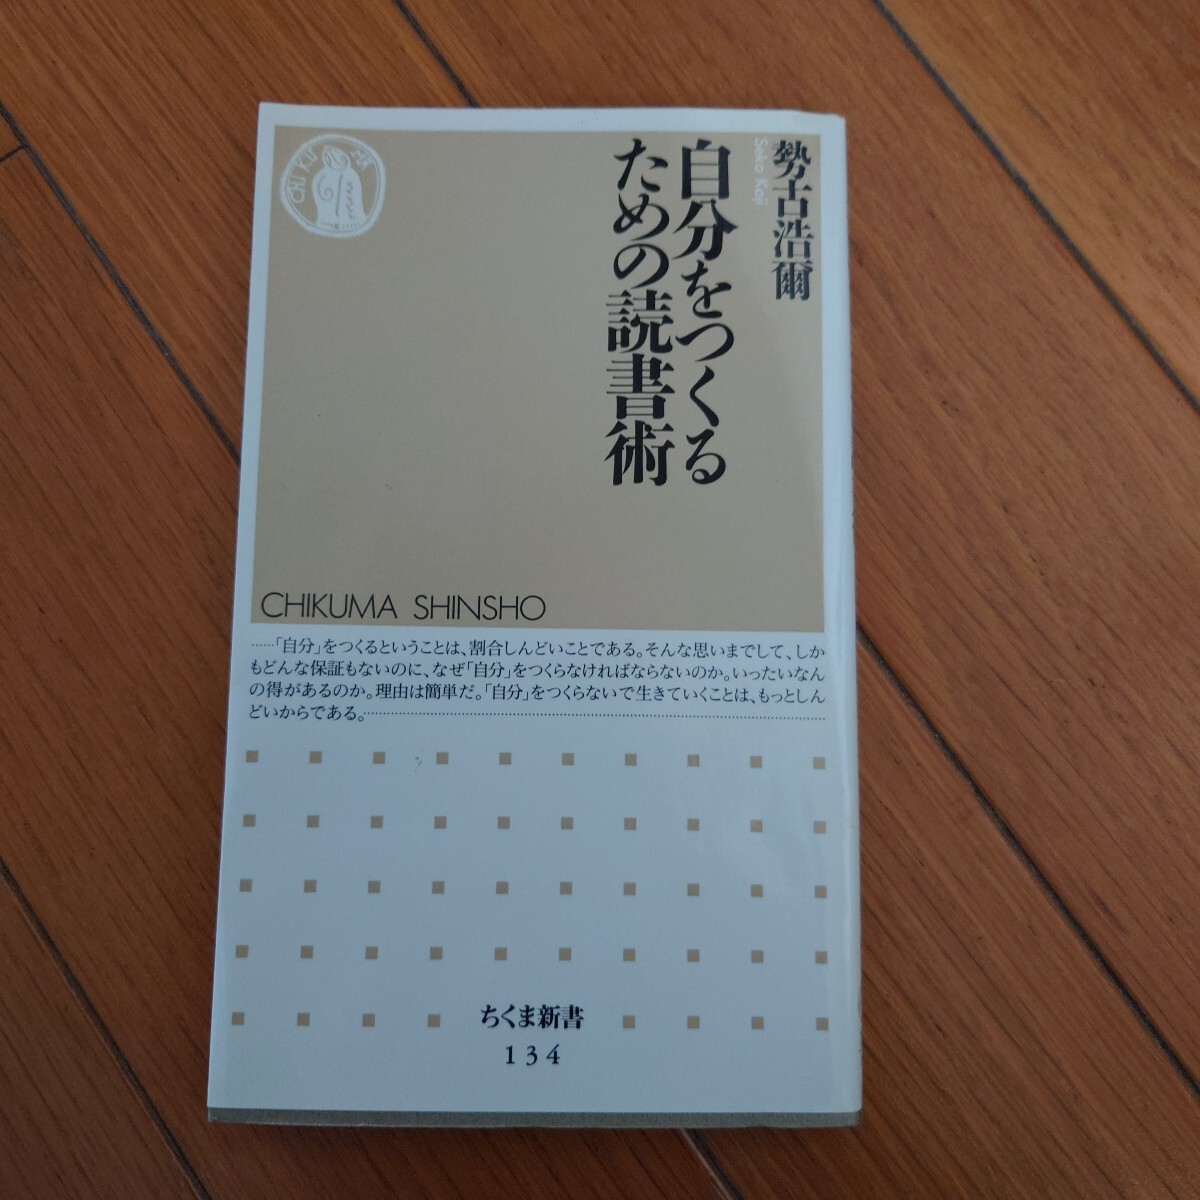 勢古浩爾
Seko Koji
自分をつくる
ための読書術
CHIKUMA
CHIKUMA SHINSHO
……「自分」をつくるということは、割合しんどいことである。そんな思いまでして、しか
もどんな保証もないのに、なぜ「自分」をつくらなければならないのか。いったいなん
の得があるのか。理由は簡単だ。「自分」をつくらないで生きていくことは、もっとしん
どいからである。
ちくま新書
134